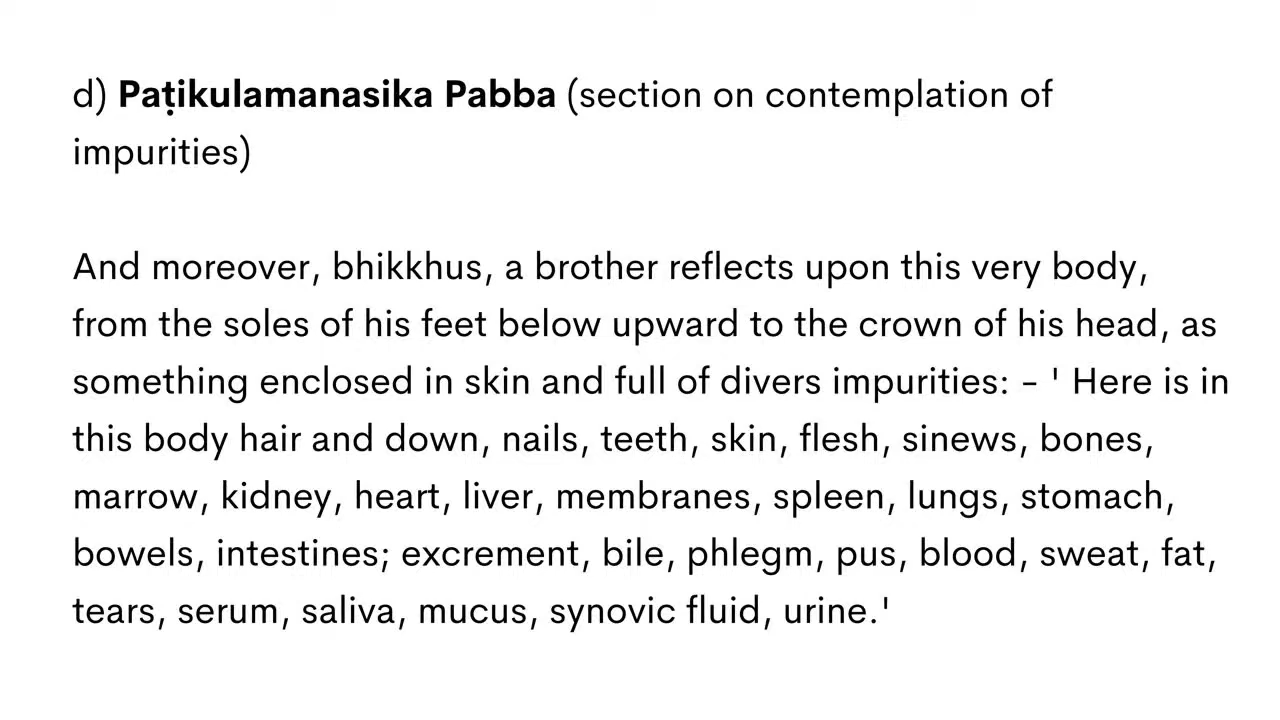 d) Paṭikulamanasika Pabba (section on contemplation of
impurities)
And moreover, bhikkhus, a brother reflects upon this very body,
from the soles of his feet below upward to the crown of his head, as
something enclosed in skin and full of divers impurities: - ' Here is in
this body hair and down, nails, teeth, skin, flesh, sinews, bones,
marrow, kidney, heart, liver, membranes, spleen, lungs, stomach,
bowels, intestines; excrement, bile, phlegm, pus, blood, sweat, fat,
tears, serum, saliva, mucus, synovic fluid, urine.'